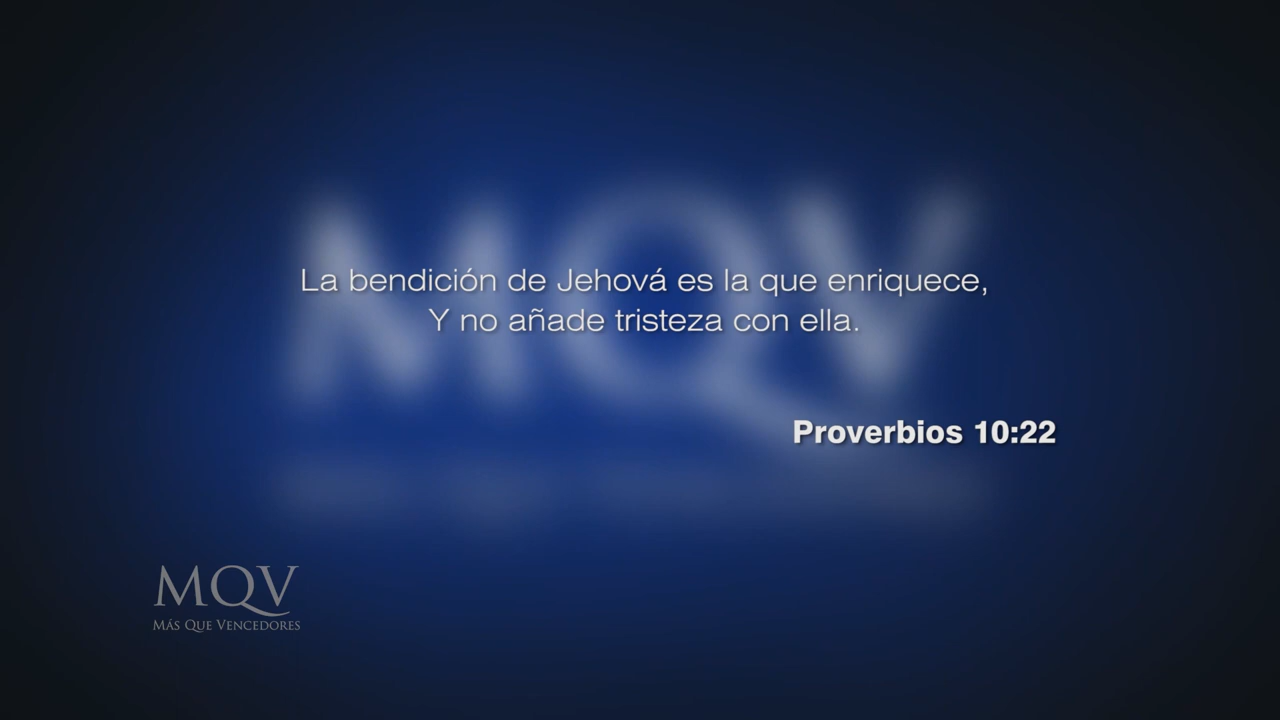 MQV
La bendición de Jehová es la que enriquece,
Y no añade tristeza con ella.
Proverbios 10:22
MQV
MÁS QUE VENCEDORES